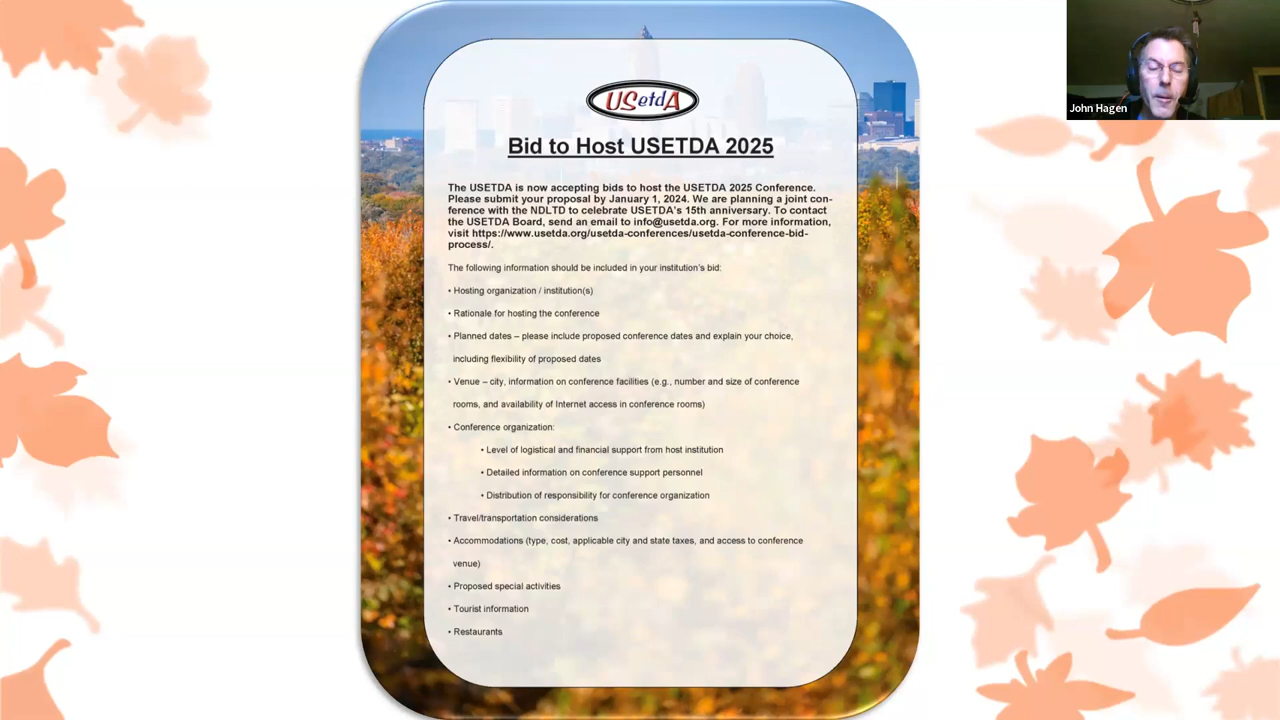 USetdA
Bid to Host USETDA 2025
The USETDA is now accepting bids to host the USETDA 2025 Conference.
Please submit your proposal by January 1, 2024. We are planning a joint con-
ference with the NDLTD to celebrate USETDA's 15th anniversary. To contact
the USETDA Board, send an email to info@usetda.org. For more information,
visit https://www.usetda.org/usetda-conferences/usetda-conference-bid-
process/.
The following information should be included in your institution's bid:
• Hosting organization / institution(s)
• Rationale for hosting the conference
• Planned dates – please include proposed conference dates and explain your choice,
including flexibility of proposed dates
• Venue – city, information on conference facilities (e.g., number and size of conference
rooms, and availability of Internet access in conference rooms)
• Conference organization:
• Level of logistical and financial support from host institution
• Detailed information on conference support personnel
• Distribution of responsibility for conference organization
• Travel/transportation considerations
• Accommodations (type, cost, applicable city and state taxes, and access to conference
venue)
• Proposed special activities
• Tourist information
• Restaurants
John Hagen